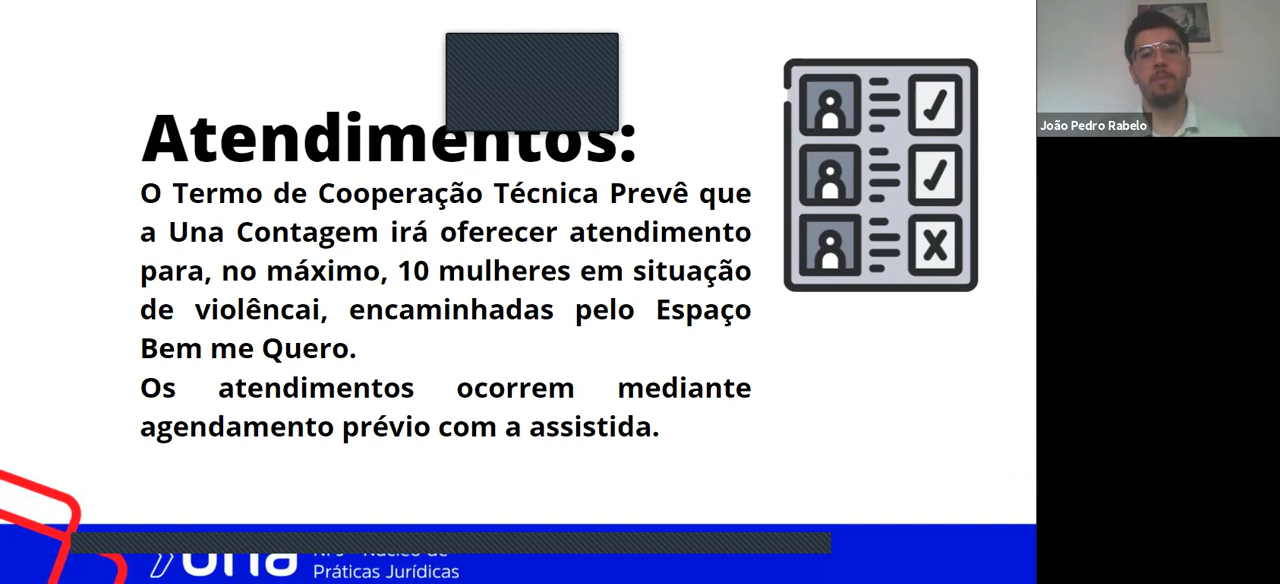 Atendimentos:
O Termo de Cooperação Técnica Prevê que
a Una Contagem irá oferecer atendimento
para, no máximo, 10 mulheres em situação
de violêncai, encaminhadas pelo Espaço
Bem me Quero.
Os atendimentos ocorrem mediante
agendamento prévio com a assistida.
una
NPJ - Núcleo de
Práticas Jurídicas
João Pedro Rabelo